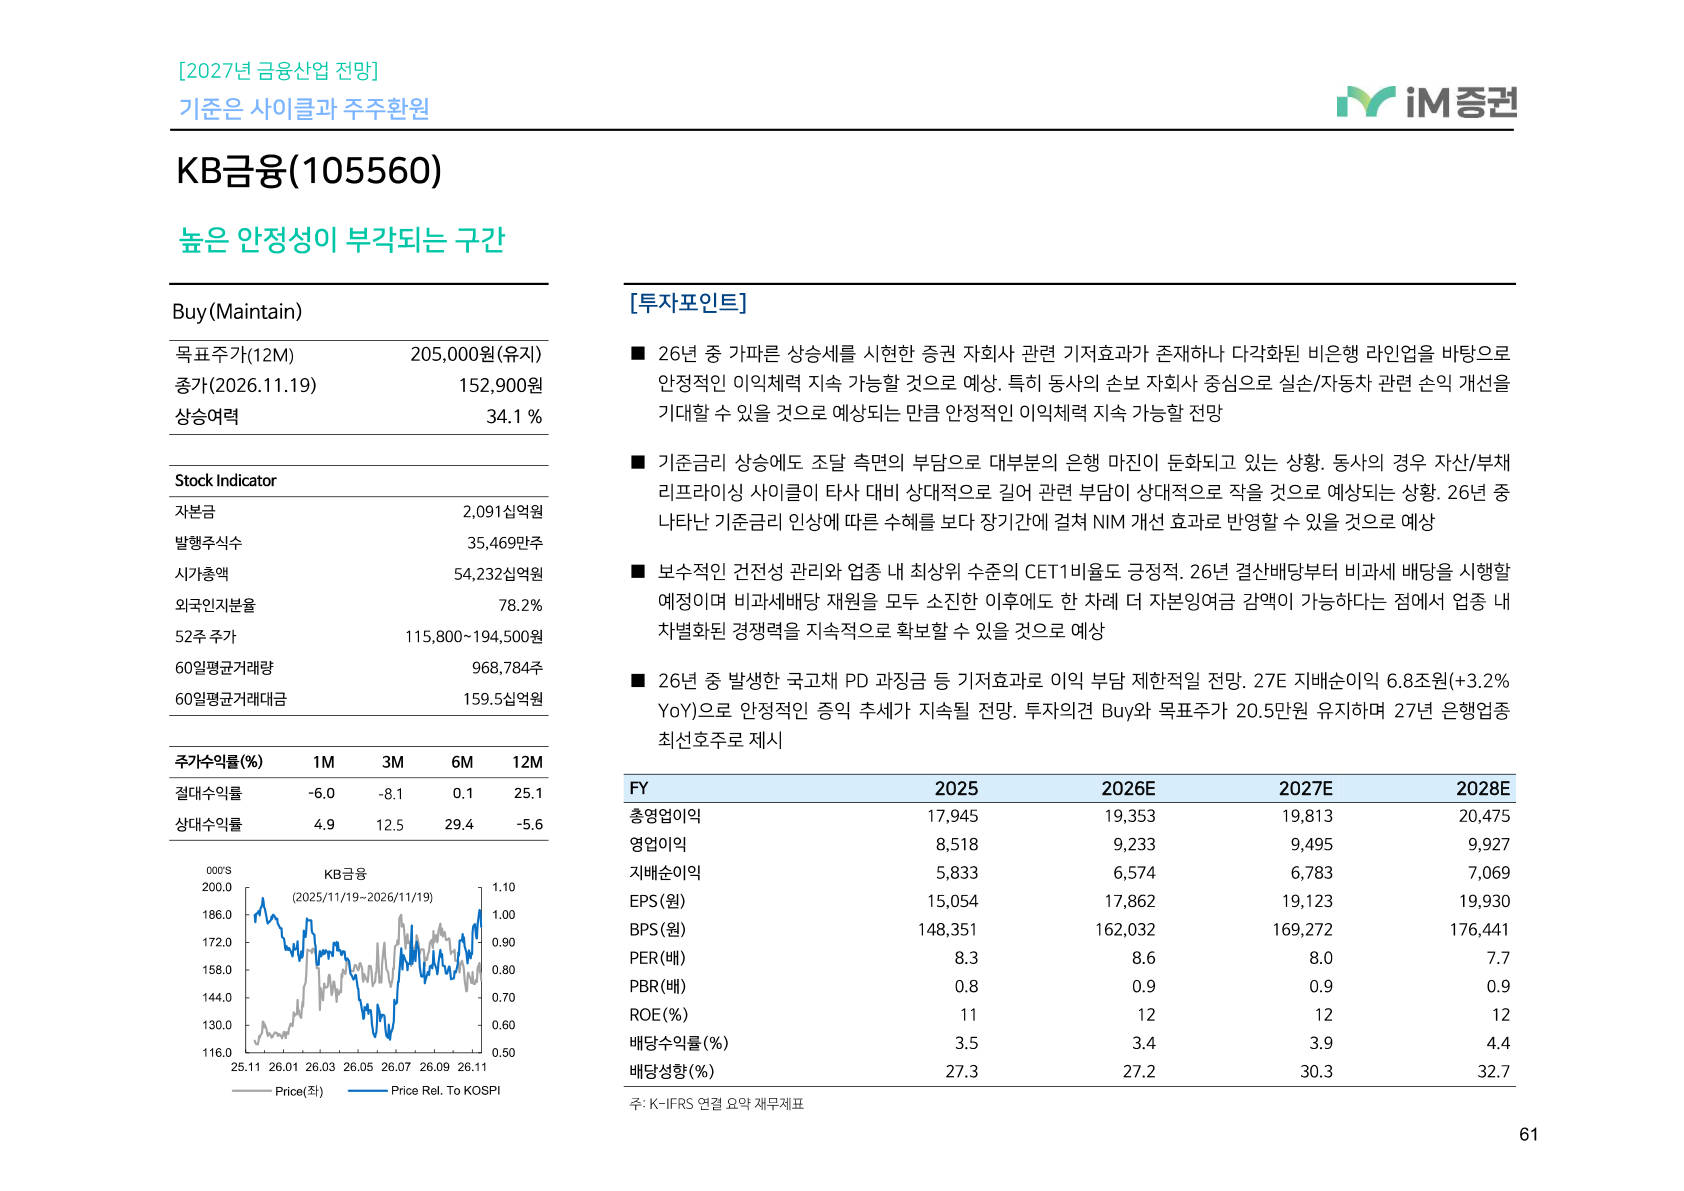 [2027년 금융산업 전망]
기준은 사이클과 주주환원
iM증권
KB금융(105560)
높은 안정성이 부각되는 구간
Buy(Maintain)
목표주가(12M) 205,000원(유지)
종가(2026.11.19) 152,900원
상승여력 34.1 %
Stock Indicator
자본금 2,091십억원
발행주식수 35,469만주
시가총액 54,232십억원
외국인지분율 78.2%
52주 주가 115,800~194,500원
60일평균거래량 968,784주
60일평균거래대금 159.5십억원
주가수익률(%) 1M 3M 6M 12M
절대수익률 -6.0 -8.1 0.1 25.1
상대수익률 4.9 12.5 29.4 -5.6
000'S
KB금융
(2025/11/19~2026/11/19)
200.0 1.10
186.0 1.00
172.0 0.90
158.0 0.80
144.0 0.70
130.0 0.60
116.0 0.50
25.11 26.01 26.03 26.05 26.07 26.09 26.11
Price(좌) Price Rel. To KOSPI
[투자포인트]
■ 26년 중 가파른 상승세를 시현한 증권 자회사 관련 기저효과가 존재하나 다각화된 비은행 라인업을 바탕으로
안정적인 이익체력 지속 가능할 것으로 예상. 특히 동사의 손보 자회사 중심으로 실손/자동차 관련 손익 개선을
기대할 수 있을 것으로 예상되는 만큼 안정적인 이익체력 지속 가능할 전망
■ 기준금리 상승에도 조달 측면의 부담으로 대부분의 은행 마진이 둔화되고 있는 상황. 동사의 경우 자산/부채
리프라이싱 사이클이 타사 대비 상대적으로 길어 관련 부담이 상대적으로 작을 것으로 예상되는 상황. 26년 중
나타난 기준금리 인상에 따른 수혜를 보다 장기간에 걸쳐 NIM 개선 효과로 반영할 수 있을 것으로 예상
■ 보수적인 건전성 관리와 업종 내 최상위 수준의 CET1비율도 긍정적. 26년 결산배당부터 비과세 배당을 시행할
예정이며 비과세배당 재원을 모두 소진한 이후에도 한 차례 더 자본잉여금 감액이 가능하다는 점에서 업종 내
차별화된 경쟁력을 지속적으로 확보할 수 있을 것으로 예상
■ 26년 중 발생한 국고채 PD 과징금 등 기저효과로 이익 부담 제한적일 전망. 27E 지배순이익 6.8조원(+3.2%
YoY)으로 안정적인 증익 추세가 지속될 전망. 투자의견 Buy와 목표주가 20.5만원 유지하며 27년 은행업종
최선호주로 제시
FY 2025 2026E 2027E 2028E
총영업이익 17,945 19,353 19,813 20,475
영업이익 8,518 9,233 9,495 9,927
지배순이익 5,833 6,574 6,783 7,069
EPS(원) 15,054 17,862 19,123 19,930
BPS(원) 148,351 162,032 169,272 176,441
PER(배) 8.3 8.6 8.0 7.7
PBR(배) 0.8 0.9 0.9 0.9
ROE(%) 11 12 12 12
배당수익률(%) 3.5 3.4 3.9 4.4
배당성향(%) 27.3 27.2 30.3 32.7
주: K-IFRS 연결 요약 재무제표
61